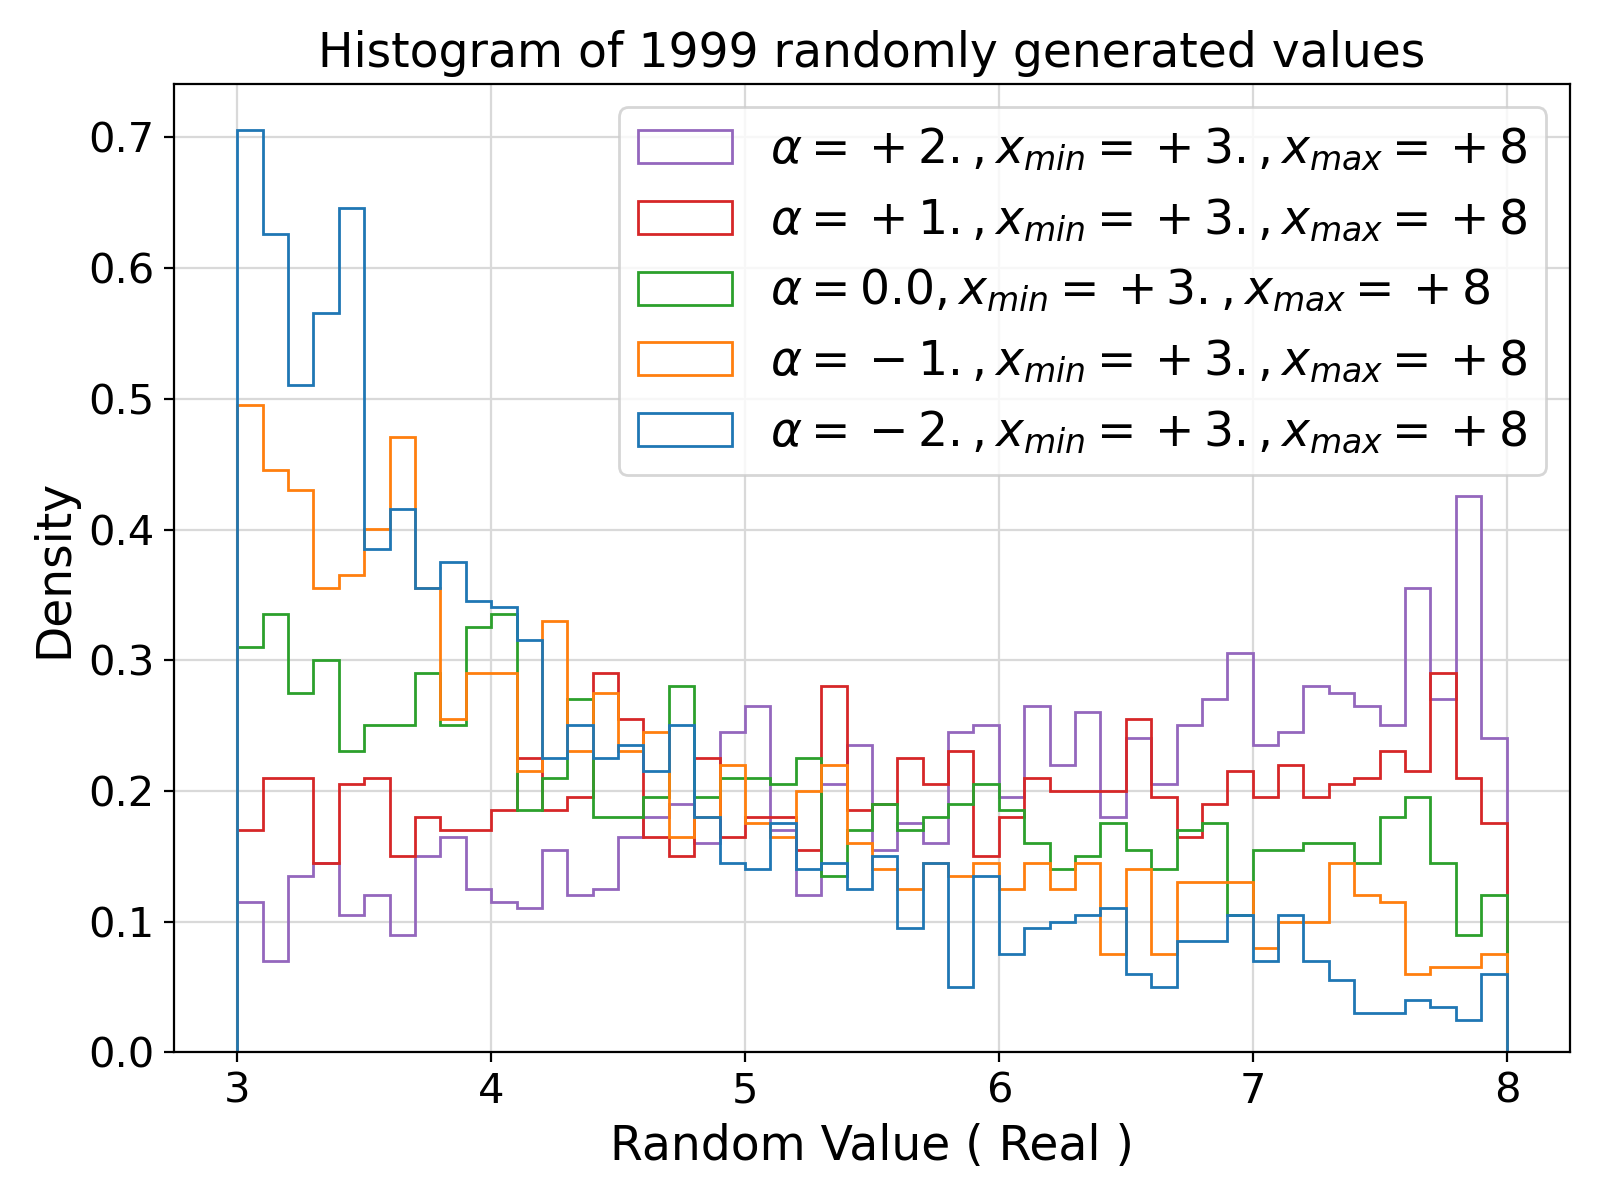 Histogram of 1999 randomly generated values
0.7
0.6
0.5
0.4
0.3
0.2
0.1
0.0
Density
α = +2., x_min = +3., x_max = +8
α = +1., x_min = +3., x_max = +8
α = 0.0, x_min = +3., x_max = +8
α = −1., x_min = +3., x_max = +8
α = −2., x_min = +3., x_max = +8
3 4 5 6 7 8
Random Value ( Real )